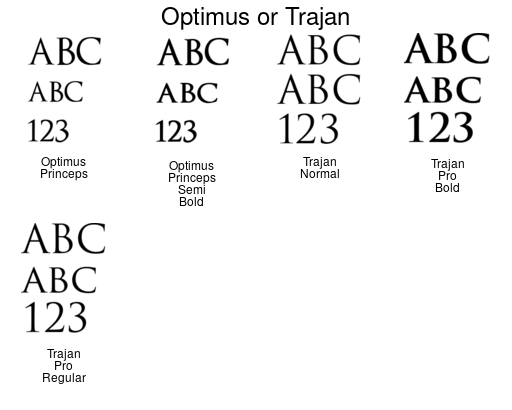 Optimus or Trajan
ABC
ABC
123
Optimus
Princeps
ABC
ABC
123
Optimus
Princeps
Semi
Bold
ABC
ABC
123
Trajan
Normal
ABC
ABC
123
Trajan
Pro
Bold
ABC
ABC
123
Trajan
Pro
Regular